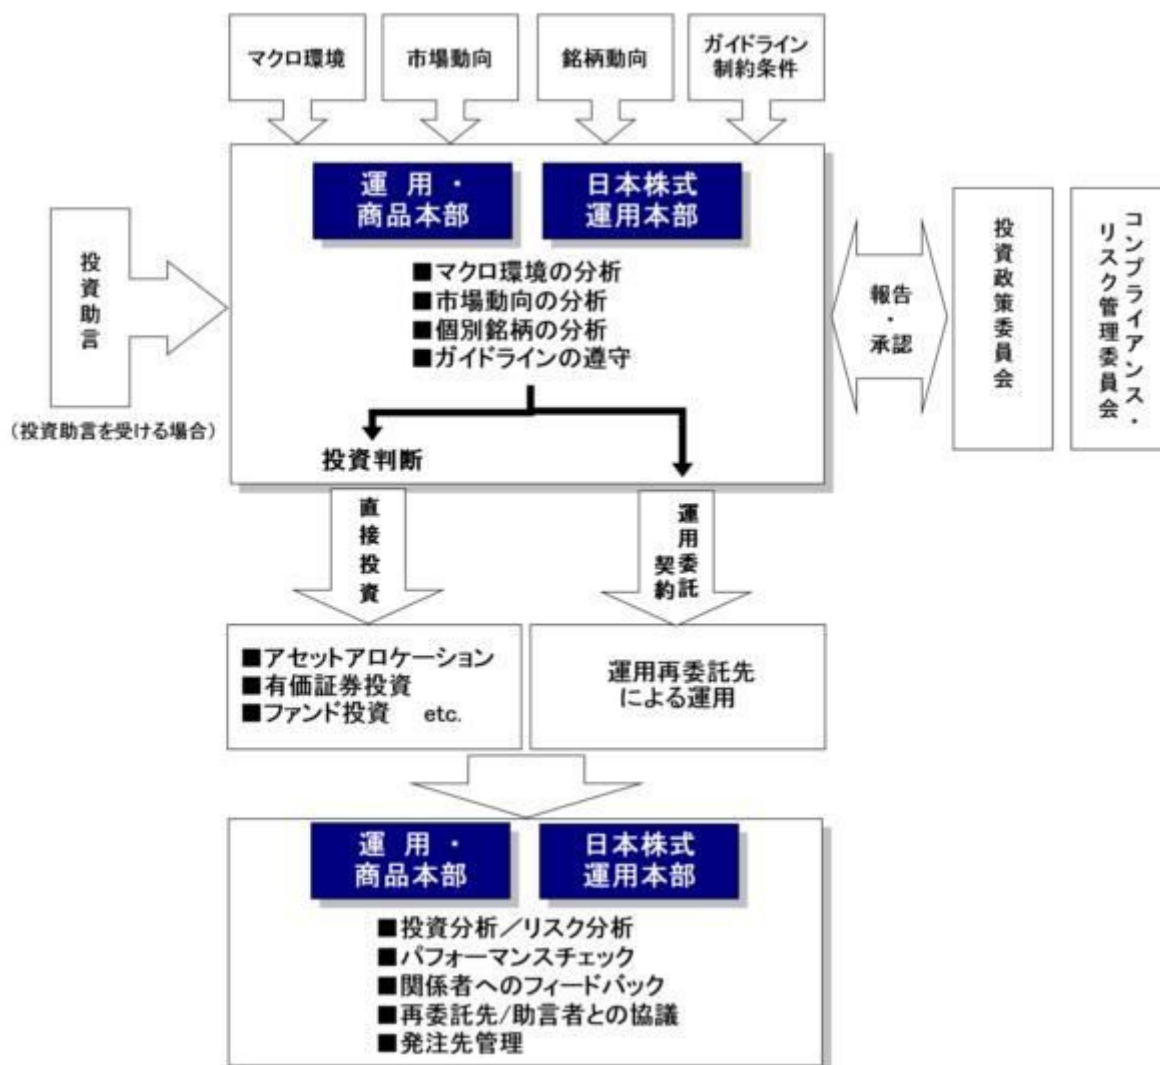 マクロ環境
市場動向
銘柄動向
ガイドライン
制約条件
運 用 ・
商品本部
日本株式
運用本部
■マクロ環境の分析
■市場動向の分析
■個別銘柄の分析
■ガイドラインの遵守
投資助言
(投資助言を受ける場合)
報告
・
承認
投資政策委員会
コンプライアンス・
リスク管理委員会
投資判断
直接投資
運用委託
契約
■アセットアロケーション
■有価証券投資
■ファンド投資 etc.
運用再委託先
による運用
運 用 ・
商品本部
日本株式
運用本部
■投資分析／リスク分析
■パフォーマンスチェック
■関係者へのフィードバック
■再委託先/助言者との協議
■発注先管理